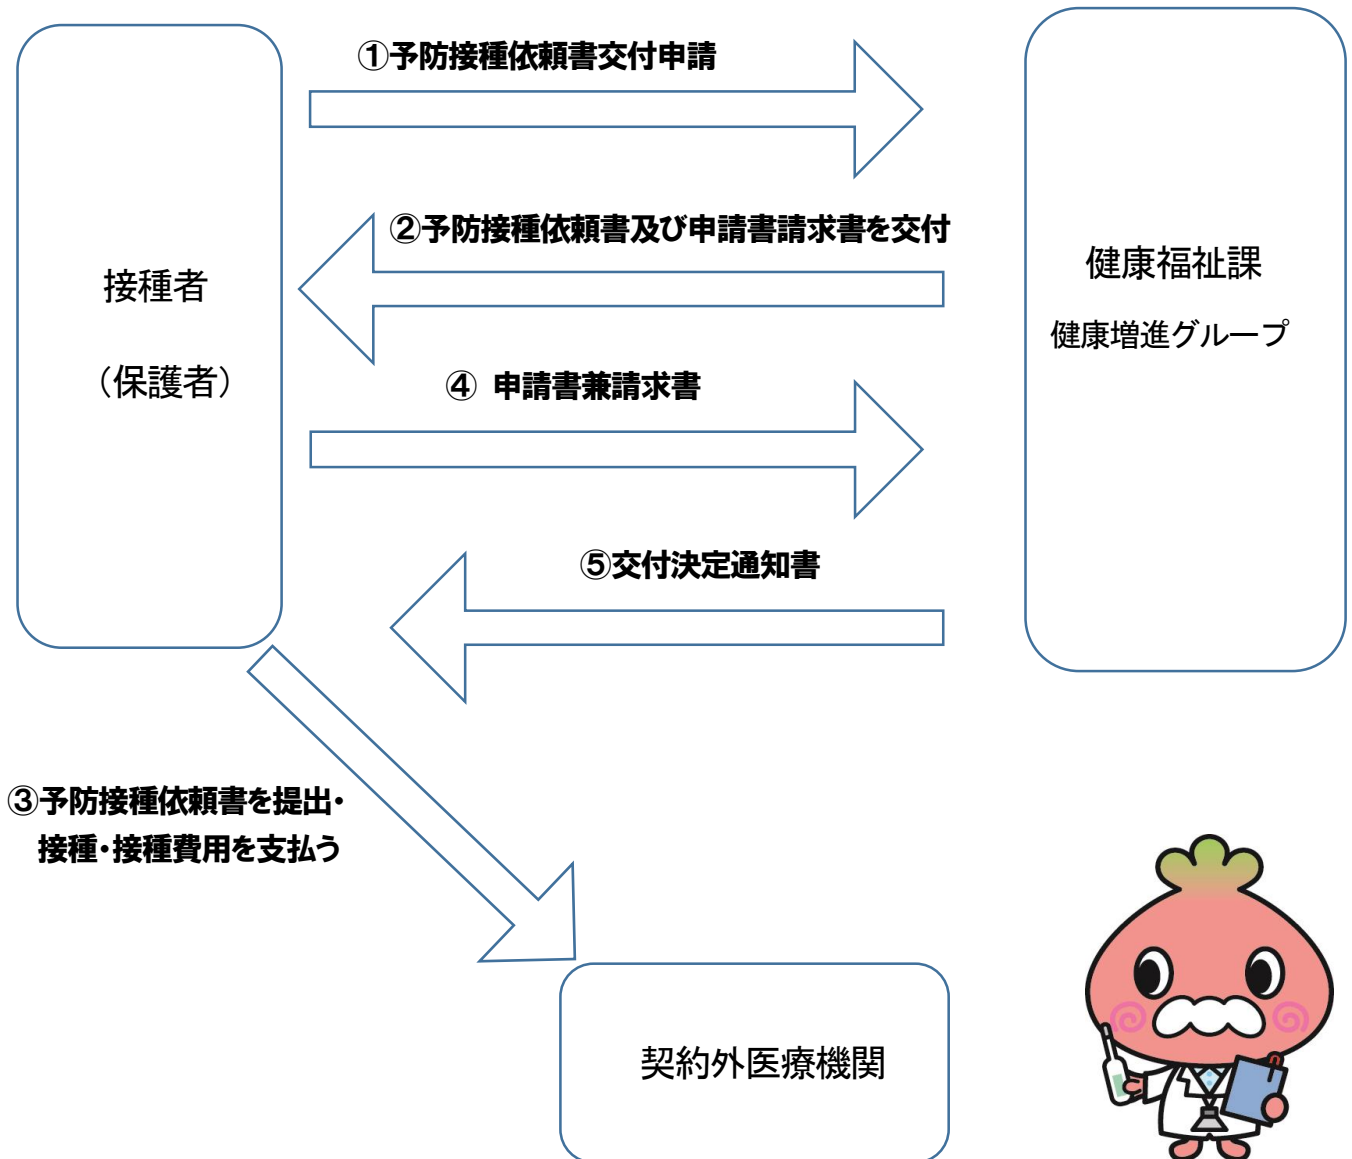 ①予防接種依頼書交付申請
②予防接種依頼書及び申請書請求書を交付
接種者
（保護者）
健康福祉課
健康増進グループ
④ 申請書兼請求書
⑤交付決定通知書
③予防接種依頼書を提出・
接種・接種費用を支払う
契約外医療機関